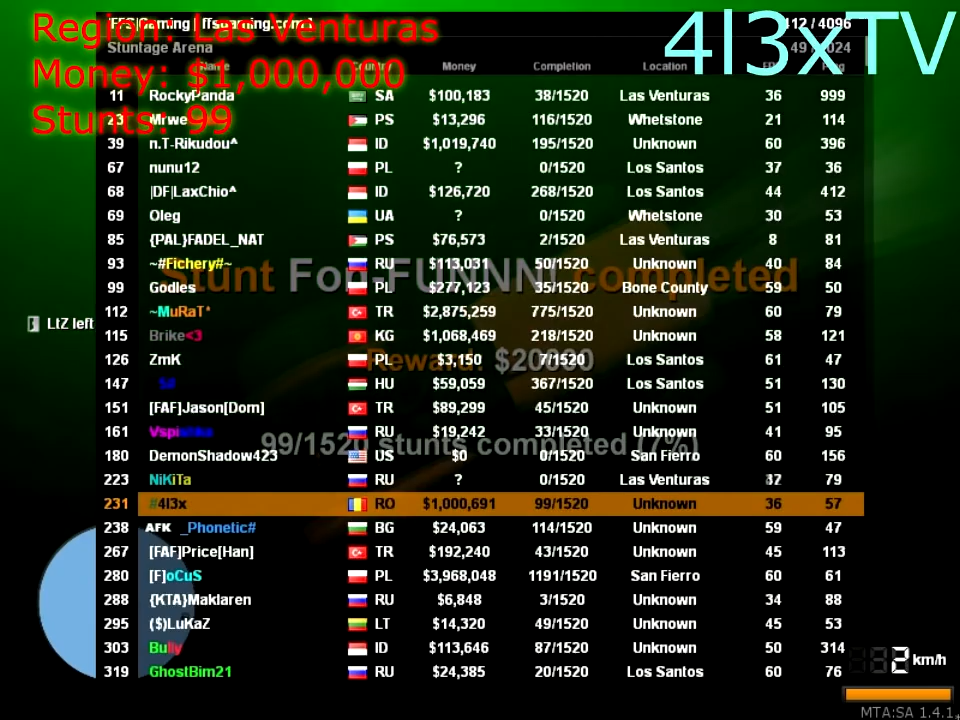 Region: Las Venturas
Money: $1,000,000
Stunts: 99
4l3xTV
[FFS]Gaming [ffsgaming.com]
412 / 4096
Stuntage Arena
Name Country Money Completion Location FPS Ping
11 RockyPanda SA $100,183 38/1520 Las Venturas 36 999
23 Mrwe PS $13,296 116/1520 Whetstone 21 114
39 n.T-Rikudou^ ID $1,019,740 195/1520 Unknown 60 396
67 nunu12 PL ? 0/1520 Los Santos 37 36
68 |DF|LaxChio^ ID $126,720 268/1520 Los Santos 44 412
69 Oleg UA ? 0/1520 Whetstone 30 53
85 {PAL}FADEL_NAT PS $76,573 2/1520 Las Venturas 8 81
93 ~#Fichery#~ RU $113,031 50/1520 Unknown 40 84
Stunt Fon-FUNNN! completed
99 Godles PL $277,123 35/1520 Bone County 59 50
112 ~MuRaT* TR $2,875,259 775/1520 Unknown 60 79
LtZ left
115 Brike<3 KG $1,068,469 218/1520 Unknown 58 121
126 ZmK PL $3,150 7/1520 Los Santos 61 47
Reward: $20000
147 HU $59,059 367/1520 Los Santos 51 130
151 [FAF]Jason[Dom] TR $89,299 45/1520 Unknown 51 105
161 RU $19,242 33/1520 Unknown 41 95
99/1520 stunts completed (7%)
180 DemonShadow423 US $0 0/1520 San Fierro 60 156
223 NiKiTa RU ? 0/1520 Las Venturas 79
231 #4l3x RO $1,000,691 99/1520 Unknown 36 57
238 AFK _Phonetic# BG $24,063 114/1520 Unknown 59 47
267 [FAF]Price[Han] TR $192,240 43/1520 Unknown 45 113
280 [F]oCuS PL $3,968,048 1191/1520 San Fierro 60 61
288 {KTA}Maklaren RU $6,848 3/1520 Unknown 34 88
295 ($)LuKaZ LT $14,320 49/1520 Unknown 45 53
303 Bully ID $113,646 87/1520 Unknown 50 314
2 km/h
319 GhostBim21 RU $24,385 20/1520 Los Santos 60 76
MTA:SA 1.4.1